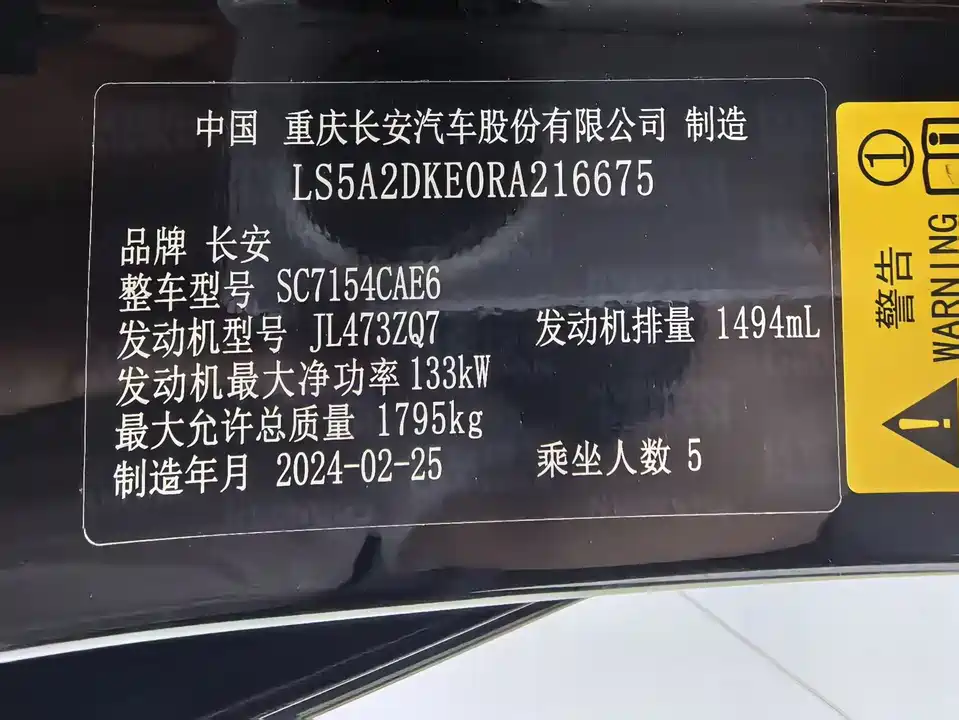 中国 重庆长安汽车股份有限公司 制造
LS5A2DKE0RA216675
品牌 长安
整车型号 SC7154CAE6
发动机型号 JL473ZQ7 发动机排量 1494mL
发动机最大净功率 133kW
最大允许总质量 1795kg
制造年月 2024-02-25 乘坐人数 5
①
警告
WARNING